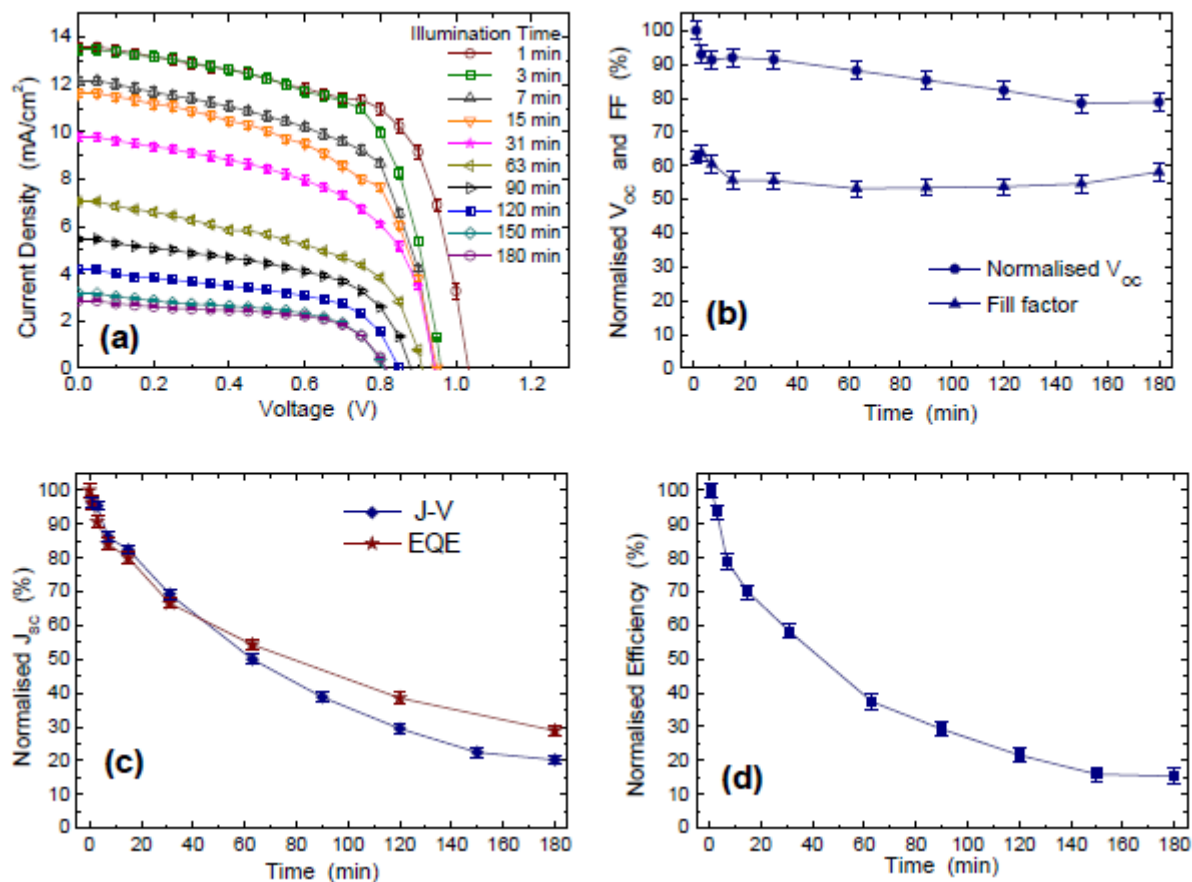 14
12
10
8
6
4
2
0
Current Density (mA/cm²)
Illumination Time
1 min
3 min
7 min
15 min
31 min
63 min
90 min
120 min
150 min
180 min
(a)
0.0 0.2 0.4 0.6 0.8 1.0 1.2
Voltage (V)
100
90
80
70
60
50
40
30
20
10
0
Normalised V_oc and FF (%)
Normalised V_oc
Fill factor
(b)
0 20 40 60 80 100 120 140 160 180
Time (min)
100
90
80
70
60
50
40
30
20
10
0
Normalised J_sc (%)
J-V
EQE
(c)
0 20 40 60 80 100 120 140 160 180
Time (min)
100
90
80
70
60
50
40
30
20
10
0
Normalised Efficiency (%)
(d)
0 20 40 60 80 100 120 140 160 180
Time (min)